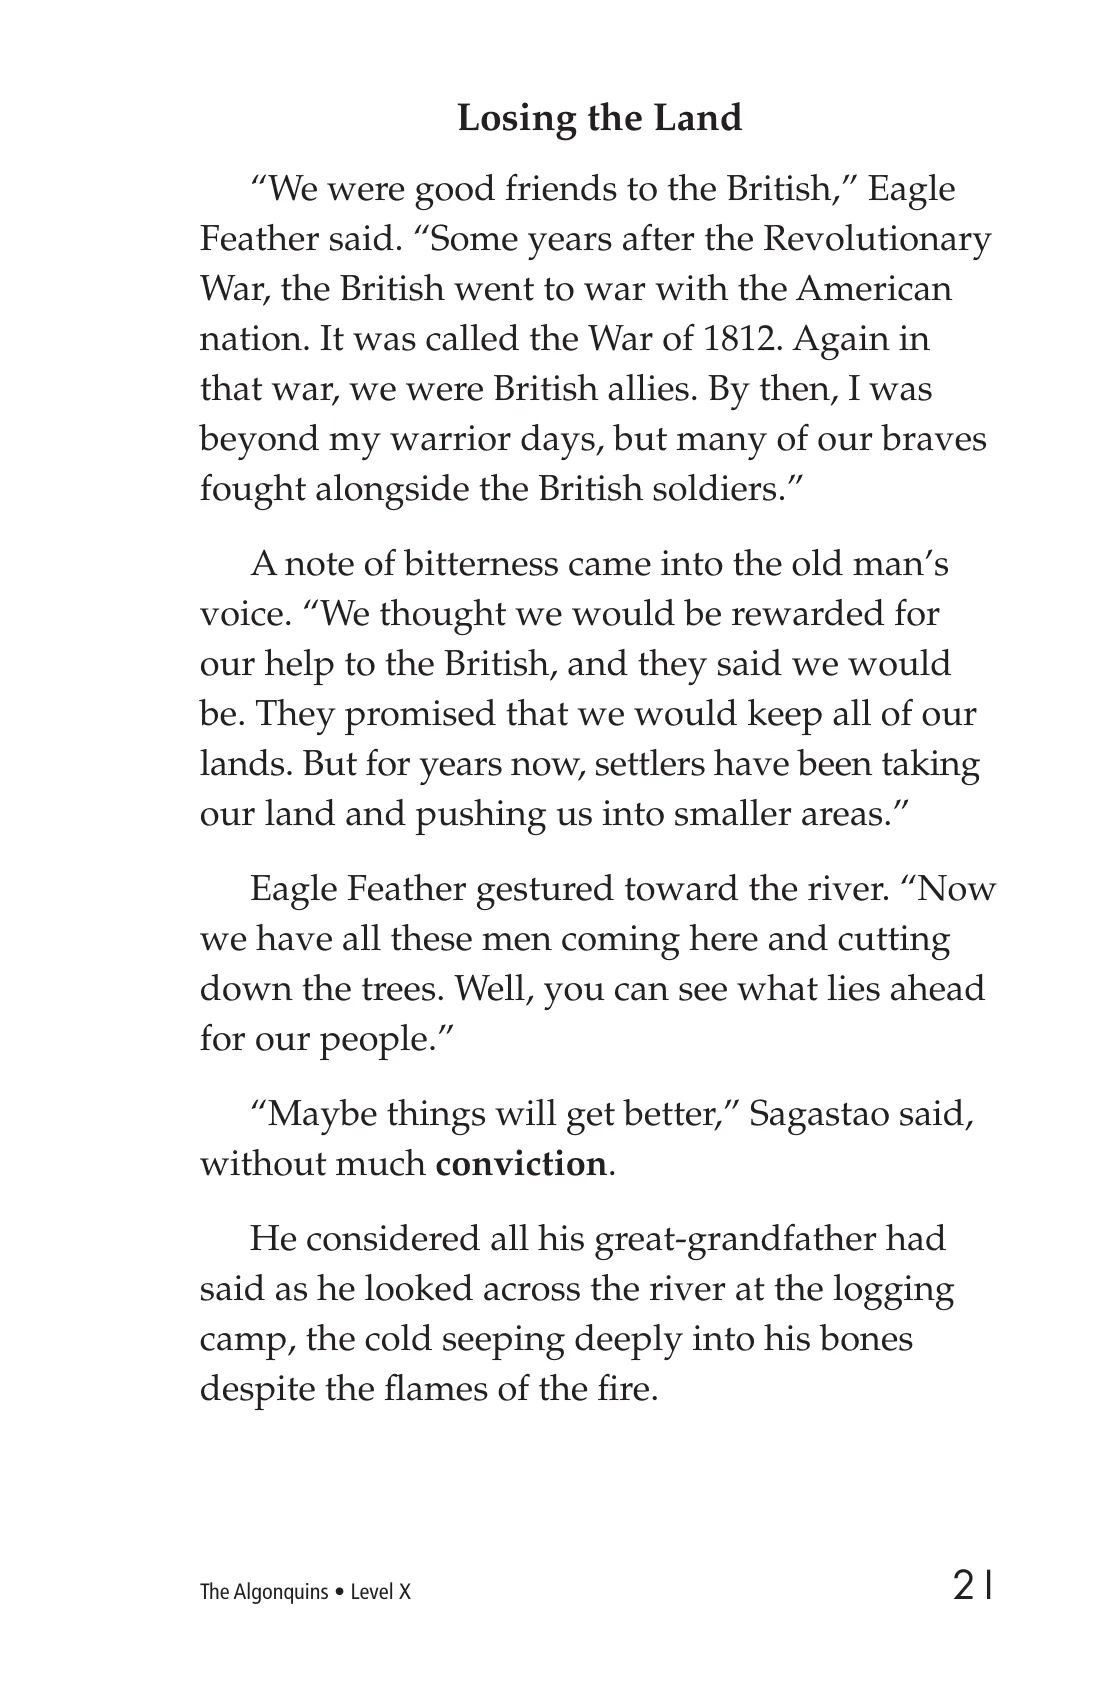 Losing the Land
“We were good friends to the British,” Eagle
Feather said. “Some years after the Revolutionary
War, the British went to war with the American
nation. It was called the War of 1812. Again in
that war, we were British allies. By then, I was
beyond my warrior days, but many of our braves
fought alongside the British soldiers.”
A note of bitterness came into the old man’s
voice. “We thought we would be rewarded for
our help to the British, and they said we would
be. They promised that we would keep all of our
lands. But for years now, settlers have been taking
our land and pushing us into smaller areas.”
Eagle Feather gestured toward the river. “Now
we have all these men coming here and cutting
down the trees. Well, you can see what lies ahead
for our people.”
“Maybe things will get better,” Sagastao said,
without much conviction.
He considered all his great-grandfather had
said as he looked across the river at the logging
camp, the cold seeping deeply into his bones
despite the flames of the fire.
The Algonquins • Level X
21